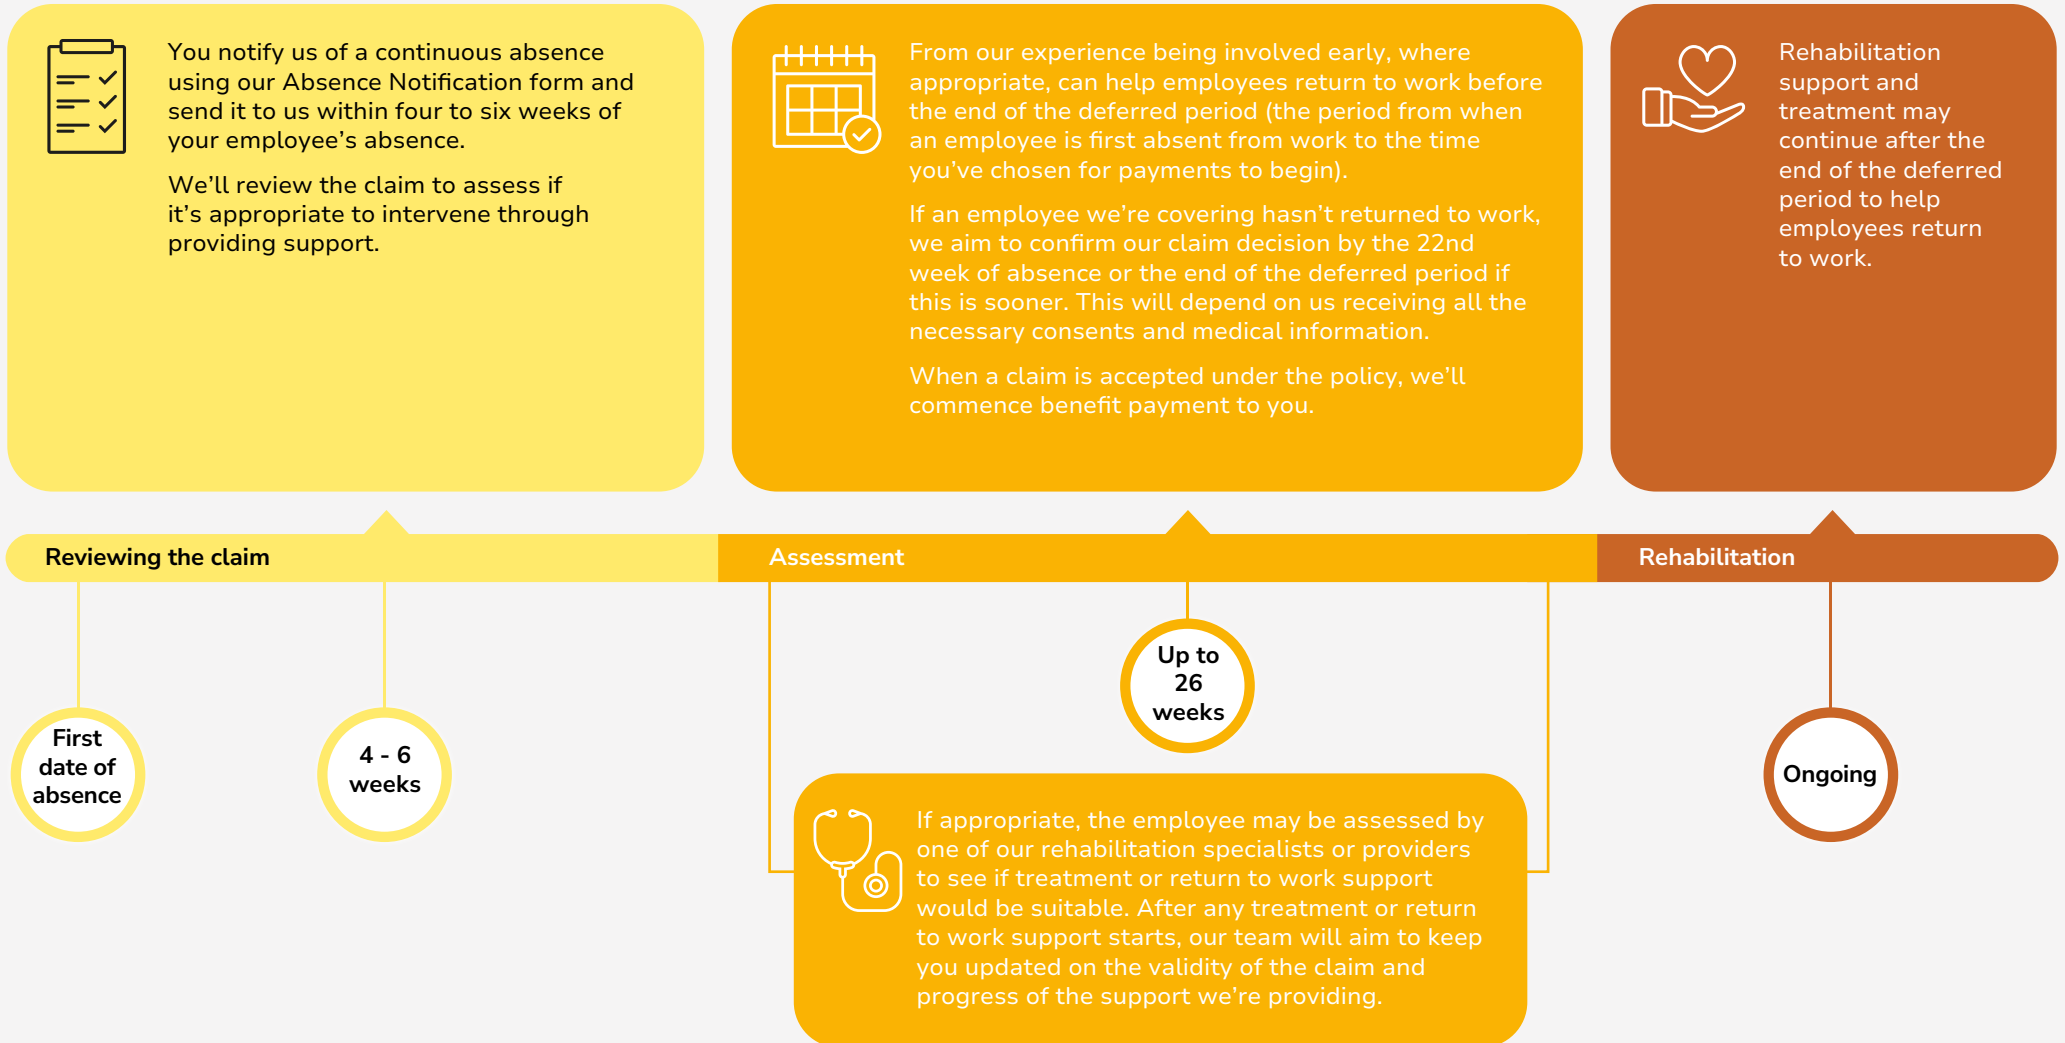 You notify us of a continuous absence
using our Absence Notification form and
send it to us within four to six weeks of
your employee's absence.
We'll review the claim to assess if
it's appropriate to intervene through
providing support.
From our experience being involved early, where
appropriate, can help employees return to work before
the end of the deferred period (the period from when
an employee is first absent from work to the time
you've chosen for payments to begin).
If an employee we're covering hasn't returned to work,
we aim to confirm our claim decision by the 22nd
week of absence or the end of the deferred period if
this is sooner. This will depend on us receiving all the
necessary consents and medical information.
When a claim is accepted under the policy, we'll
commence benefit payment to you.
Rehabilitation
support and
treatment may
continue after the
end of the deferred
period to help
employees return
to work.
Reviewing the claim
Assessment
Rehabilitation
First
date of
absence
4 - 6
weeks
Up to
26
weeks
Ongoing
If appropriate, the employee may be assessed by
one of our rehabilitation specialists or providers
to see if treatment or return to work support
would be suitable. After any treatment or return
to work support starts, our team will aim to keep
you updated on the validity of the claim and
progress of the support we're providing.